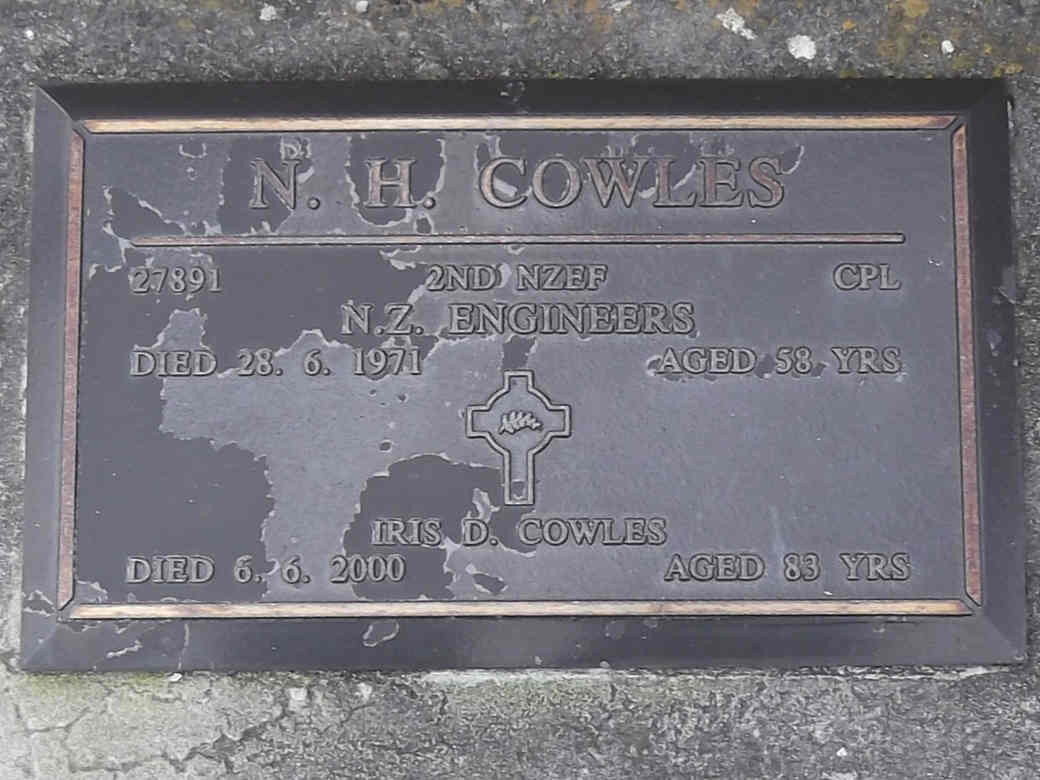 N. H. COWLES
27891 2ND NZEF CPL
N.Z. ENGINEERS
DIED 28. 6. 1971 AGED 58 YRS
IRIS D. COWLES
DIED 6. 6. 2000 AGED 83 YRS